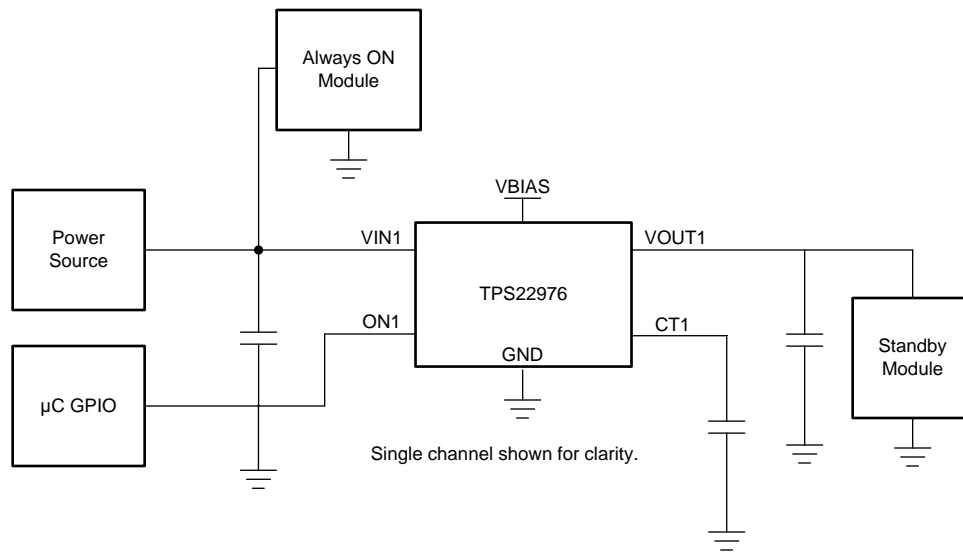 Always ON
Module
Power
Source
VBIAS
VIN1
VOUT1
TPS22976
ON1
CT1
GND
Standby
Module
µC GPIO
Single channel shown for clarity.